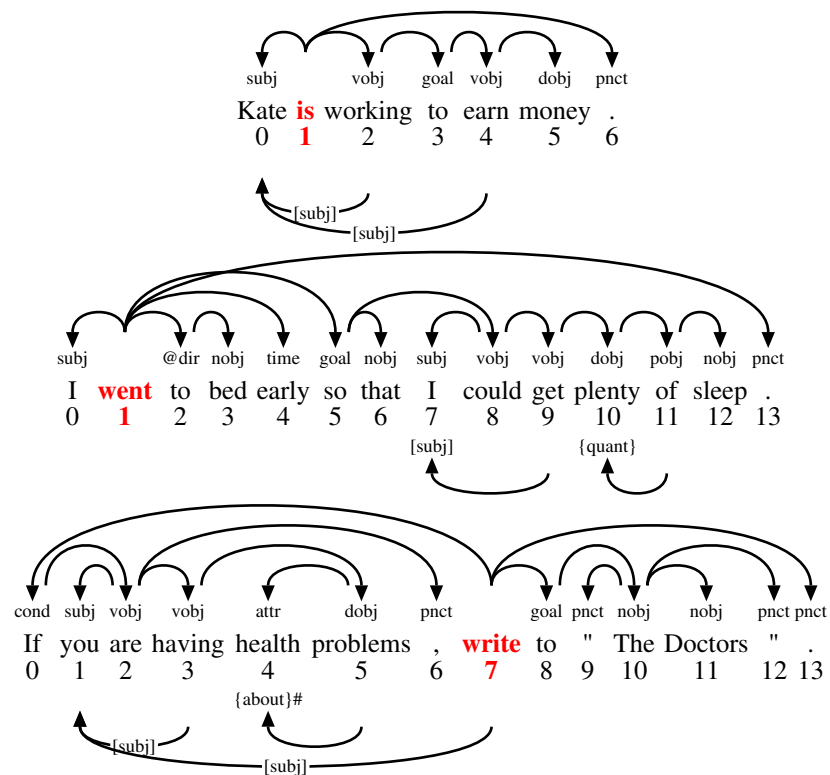 subj vobj goal vobj dobj pnct
Kate is working to earn money .
0 1 2 3 4 5 6
[subj]
[subj]
subj @dir nobj time goal nobj subj vobj vobj dobj pobj nobj pnct
I went to bed early so that I could get plenty of sleep .
0 1 2 3 4 5 6 7 8 9 10 11 12 13
[subj] {quant}
cond subj vobj vobj attr dobj pnct goal pnct nobj nobj pnct pnct
If you are having health problems , write to " The Doctors " .
0 1 2 3 4 5 6 7 8 9 10 11 12 13
{about}#
[subj]
[subj]